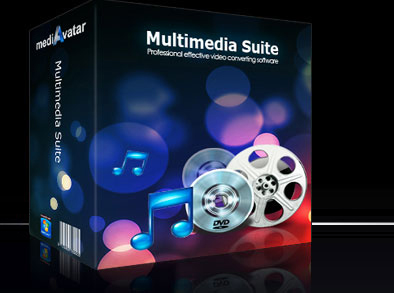 mediAvatar
Multimedia Suite
Multimedia Suite
Professional effective video converting software
DVD